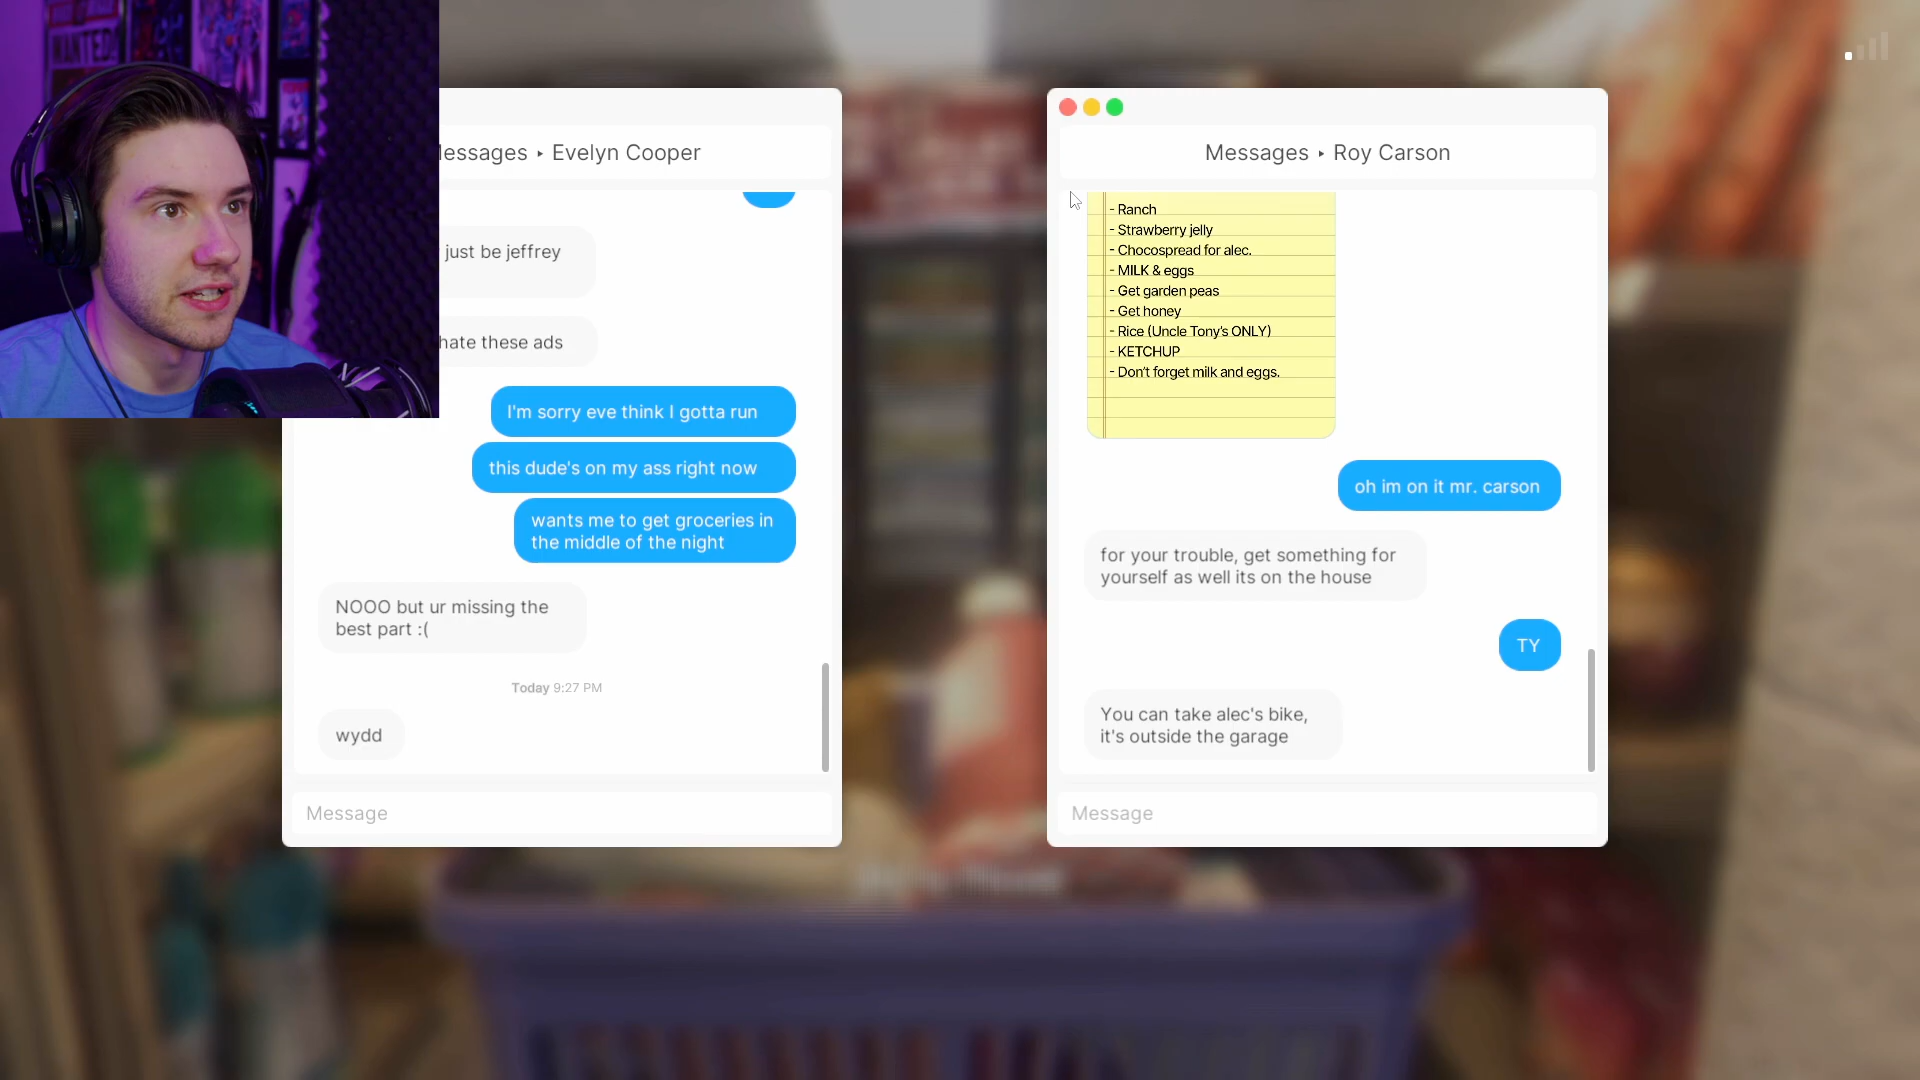 WANTED
Messages ‣ Evelyn Cooper
just be jeffrey
hate these ads
I'm sorry eve think I gotta run
this dude's on my ass right now
wants me to get groceries in
the middle of the night
NOOO but ur missing the
best part :(
Today 9:27 PM
wydd
Message
Messages ‣ Roy Carson
- Ranch
- Strawberry jelly
- Chocospread for alec.
- MILK & eggs
- Get garden peas
- Get honey
- Rice (Uncle Tony's ONLY)
- KETCHUP
- Don't forget milk and eggs.
oh im on it mr. carson
for your trouble, get something for
yourself as well its on the house
TY
You can take alec's bike,
it's outside the garage
Message